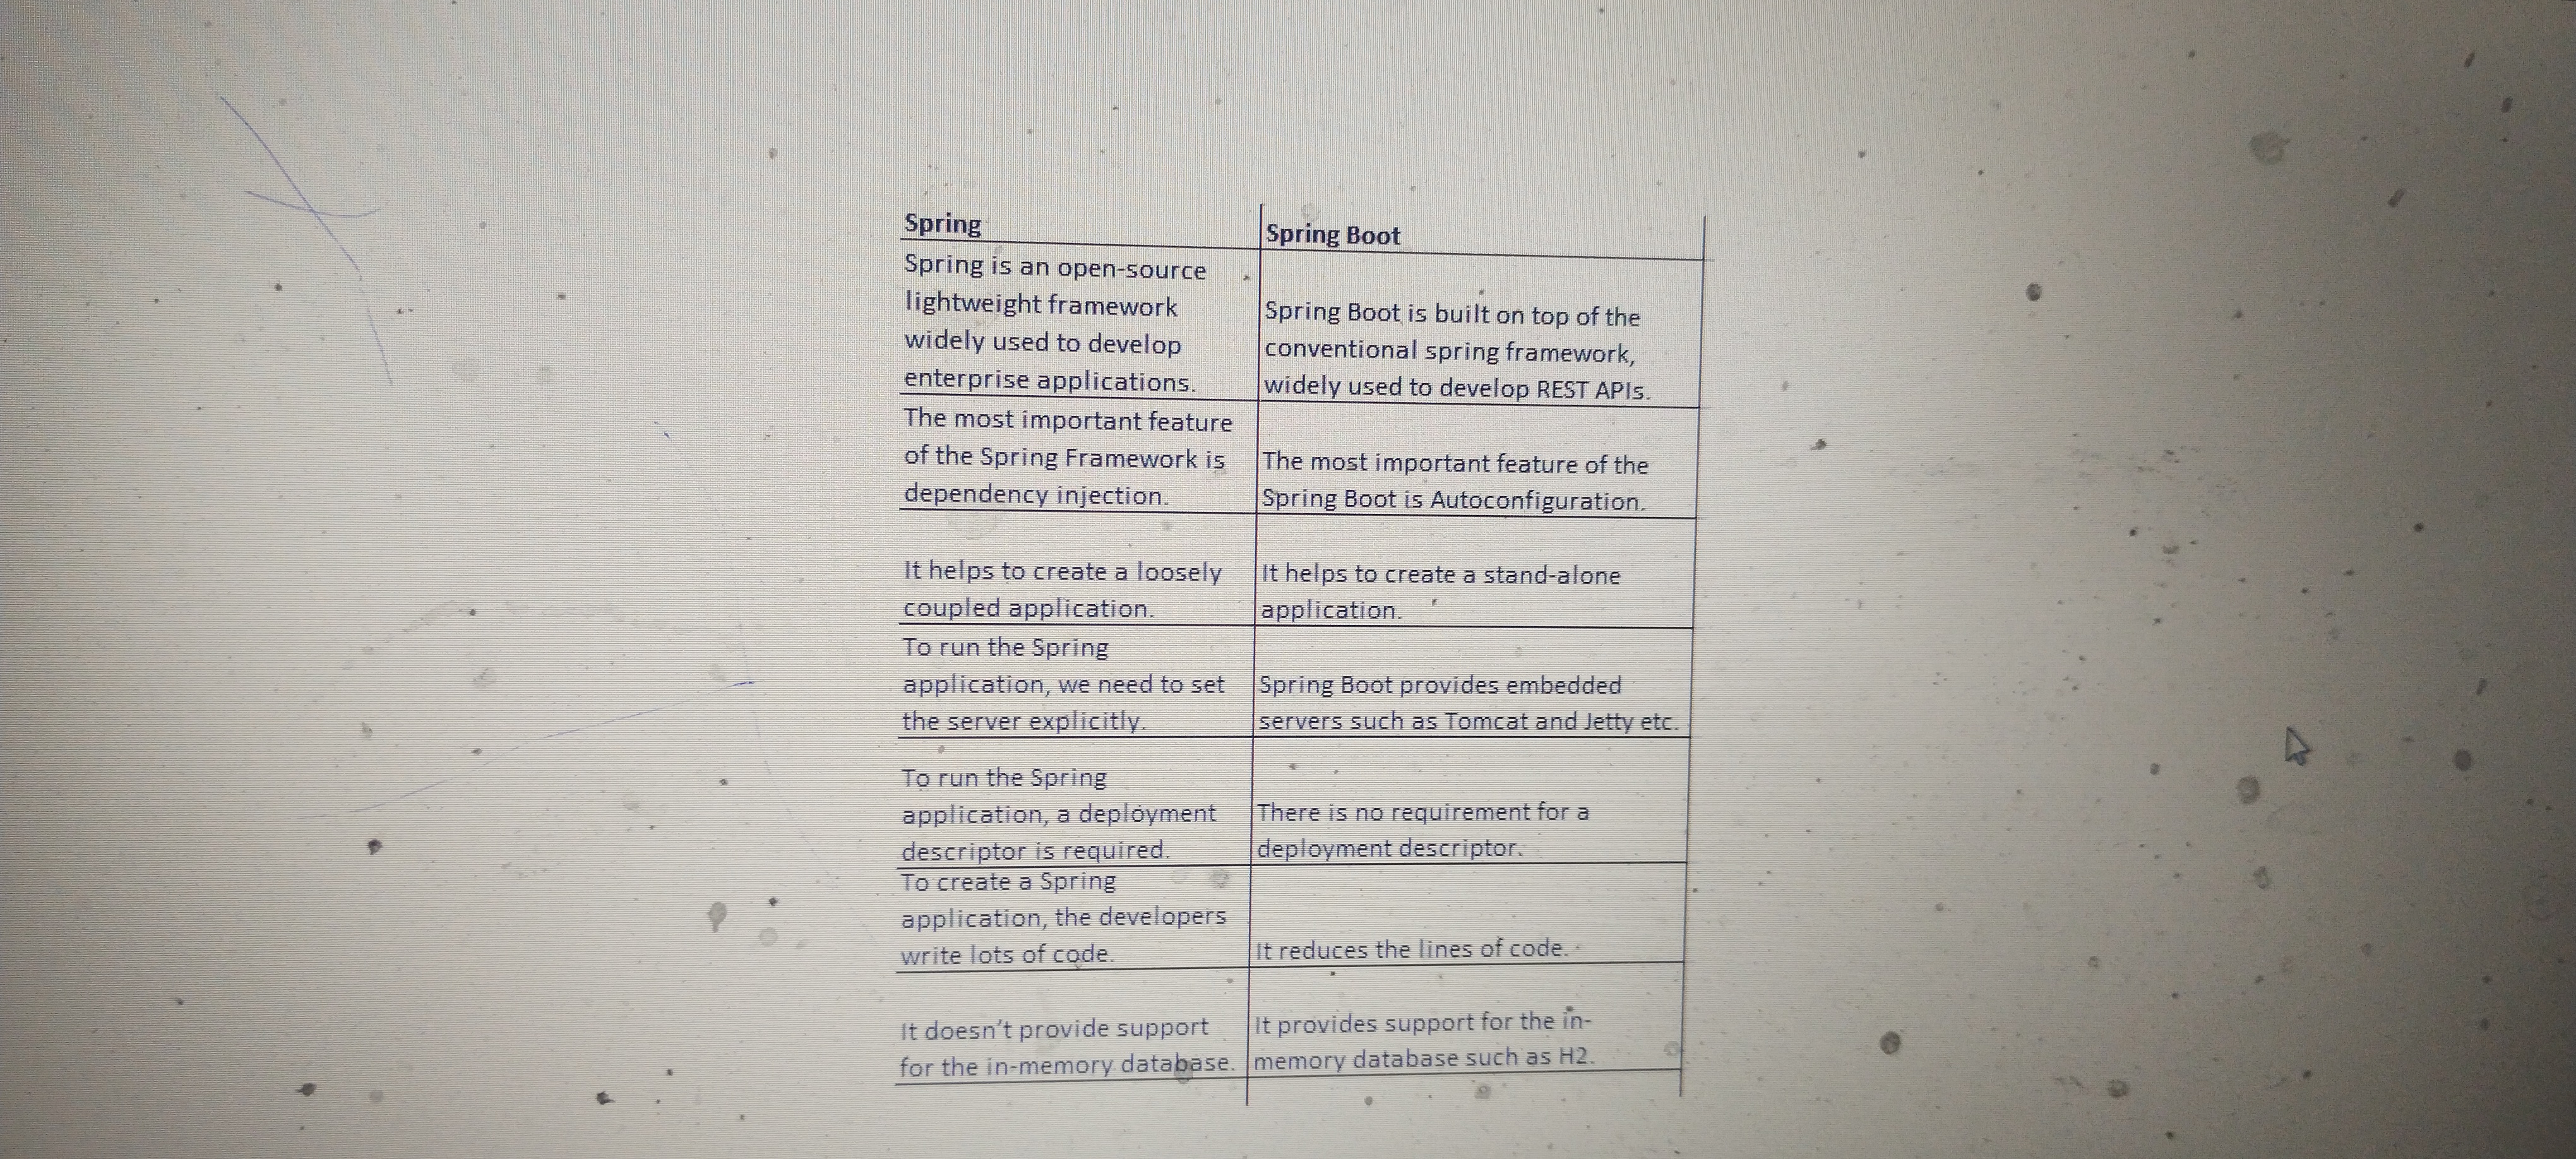 Spring
Spring Boot
Spring is an open-source
lightweight framework
widely used to develop
enterprise applications.
Spring Boot is built on top of the
conventional spring framework,
widely used to develop REST APIs.
The most important feature
of the Spring Framework is
dependency injection.
The most important feature of the
Spring Boot is Autoconfiguration.
It helps to create a loosely
coupled application.
It helps to create a stand-alone
application.
To run the Spring
application, we need to set
the server explicitly.
Spring Boot provides embedded
servers such as Tomcat and Jetty etc.
To run the Spring
application, a deployment
descriptor is required.
There is no requirement for a
deployment descriptor.
To create a Spring
application, the developers
write lots of code.
It reduces the lines of code.
It doesn’t provide support
for the in-memory database.
It provides support for the in-
memory database such as H2.